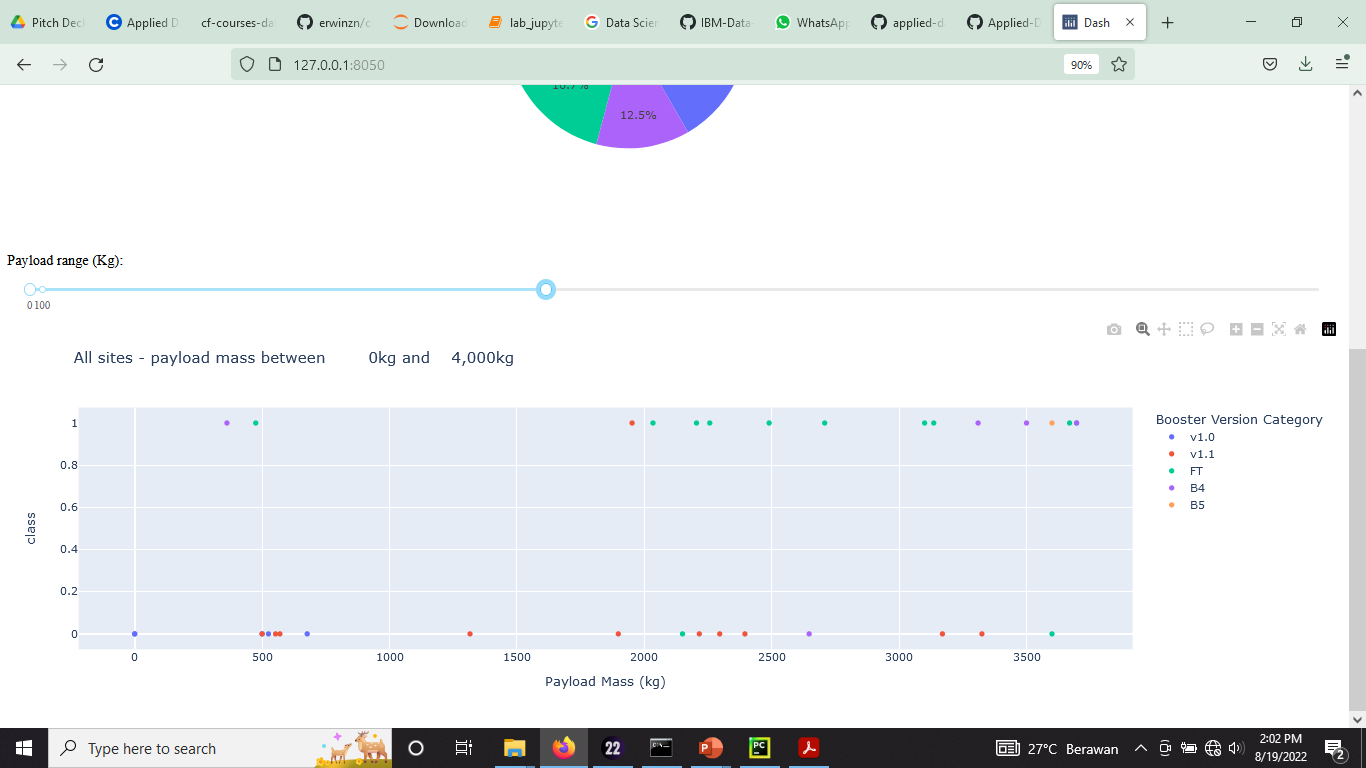 Pitch Deck
Applied D
cf-courses-da
erwinzn/c
Download
lab_jupyte
Data Scien
IBM-Data-
WhatsApp
applied-d
Applied-D
Dash
127.0.0.1:8050
90%
12.5%
Payload range (Kg):
0 100
All sites - payload mass between 0kg and 4,000kg
Booster Version Category
v1.0
v1.1
FT
B4
B5
class
1
0.8
0.6
0.4
0.2
0
0 500 1000 1500 2000 2500 3000 3500
Payload Mass (kg)
Type here to search
22
PC
27°C Berawan
2:02 PM
8/19/2022
2